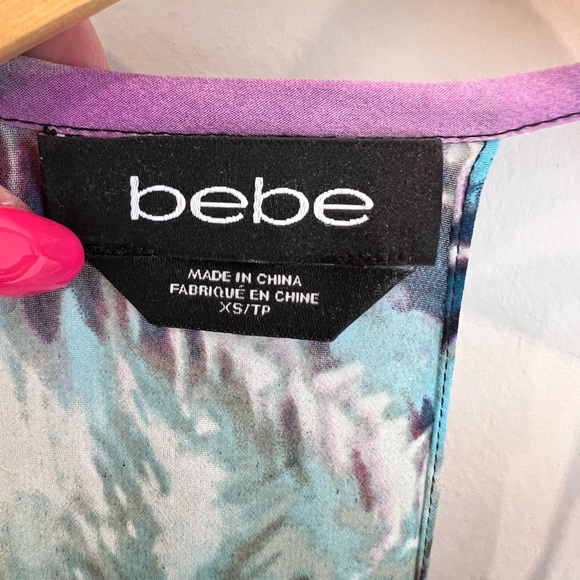 bebe
MADE IN CHINA
FABRIQUÉ EN CHINE
XS/TP